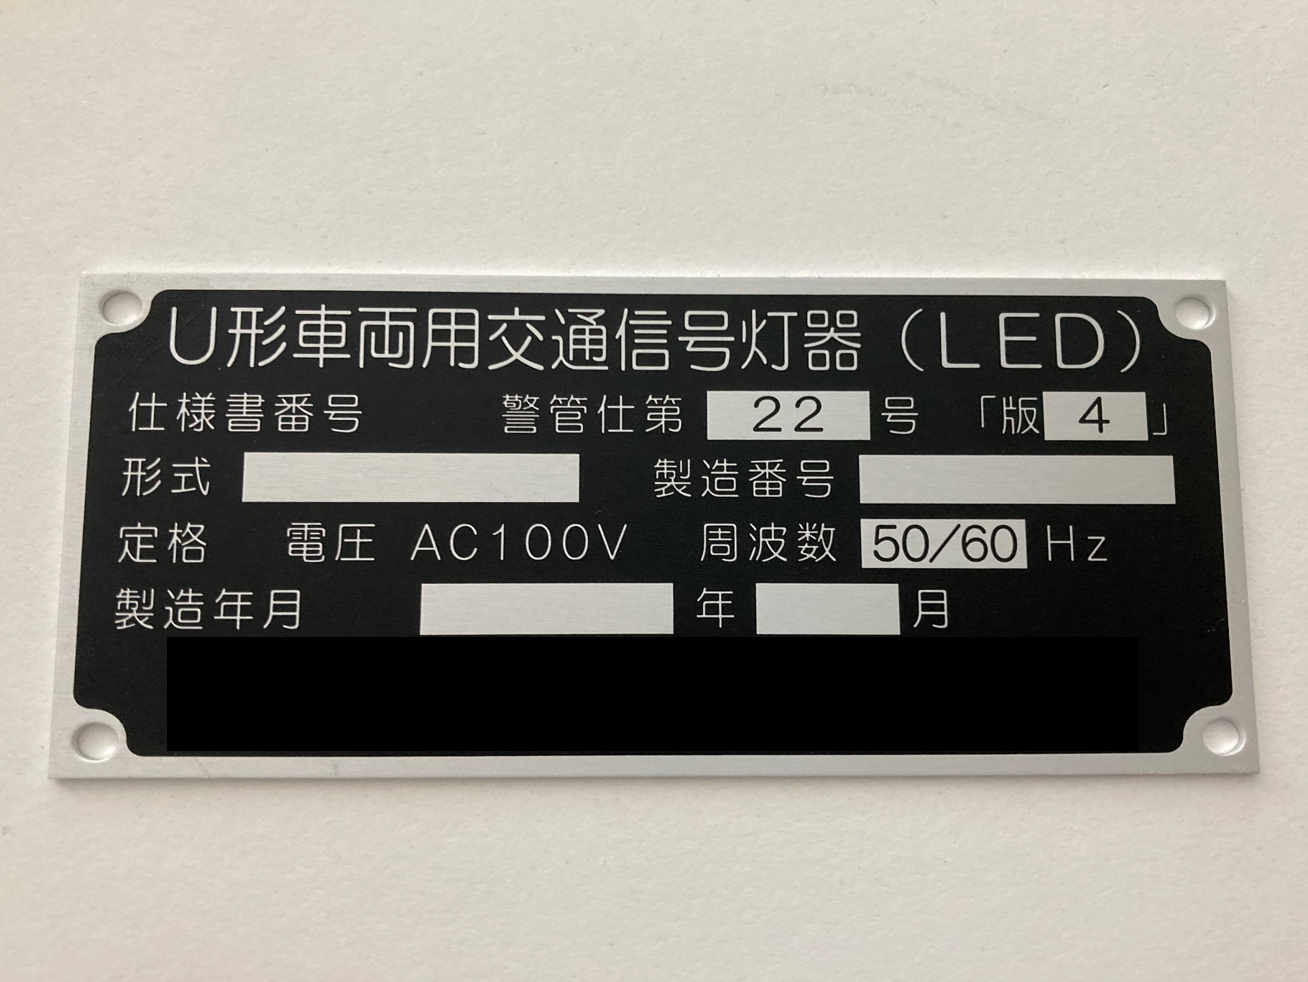 U形車両用交通信号灯器（LED）
仕様書番号 警管仕第 22 号 「版 4 」
形式 製造番号
定格 電圧 AC100V 周波数 50/60 Hz
製造年月 年 月